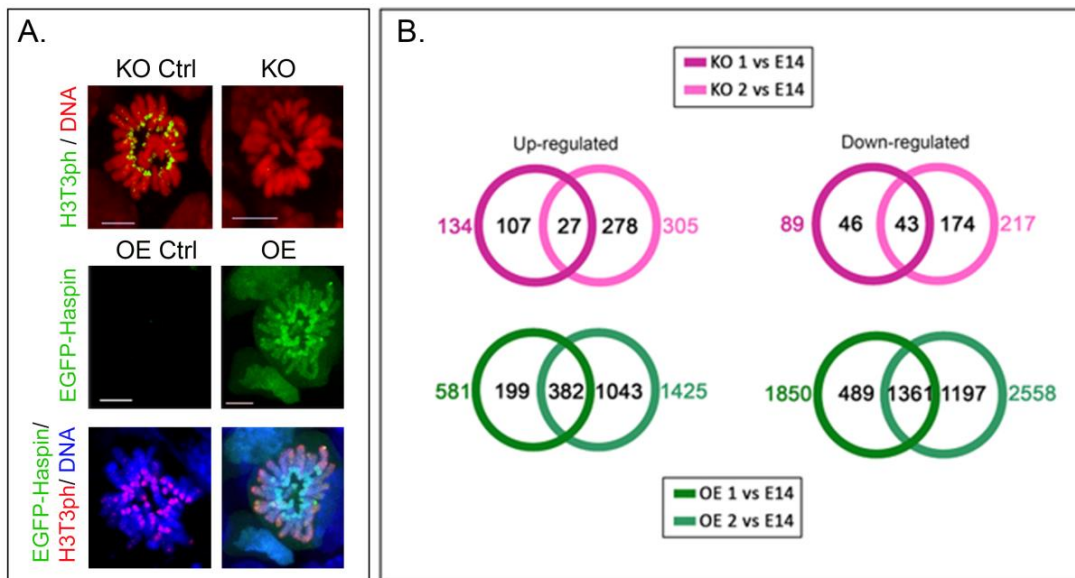 A.
KO Ctrl KO
H3T3ph / DNA
OE Ctrl OE
EGFP-Haspin
EGFP-Haspin/
H3T3ph/ DNA
B.
KO 1 vs E14
KO 2 vs E14
Up-regulated
134 107 27 278 305
Down-regulated
89 46 43 174 217
581 199 382 1043 1425
1850 489 1361 1197 2558
OE 1 vs E14
OE 2 vs E14